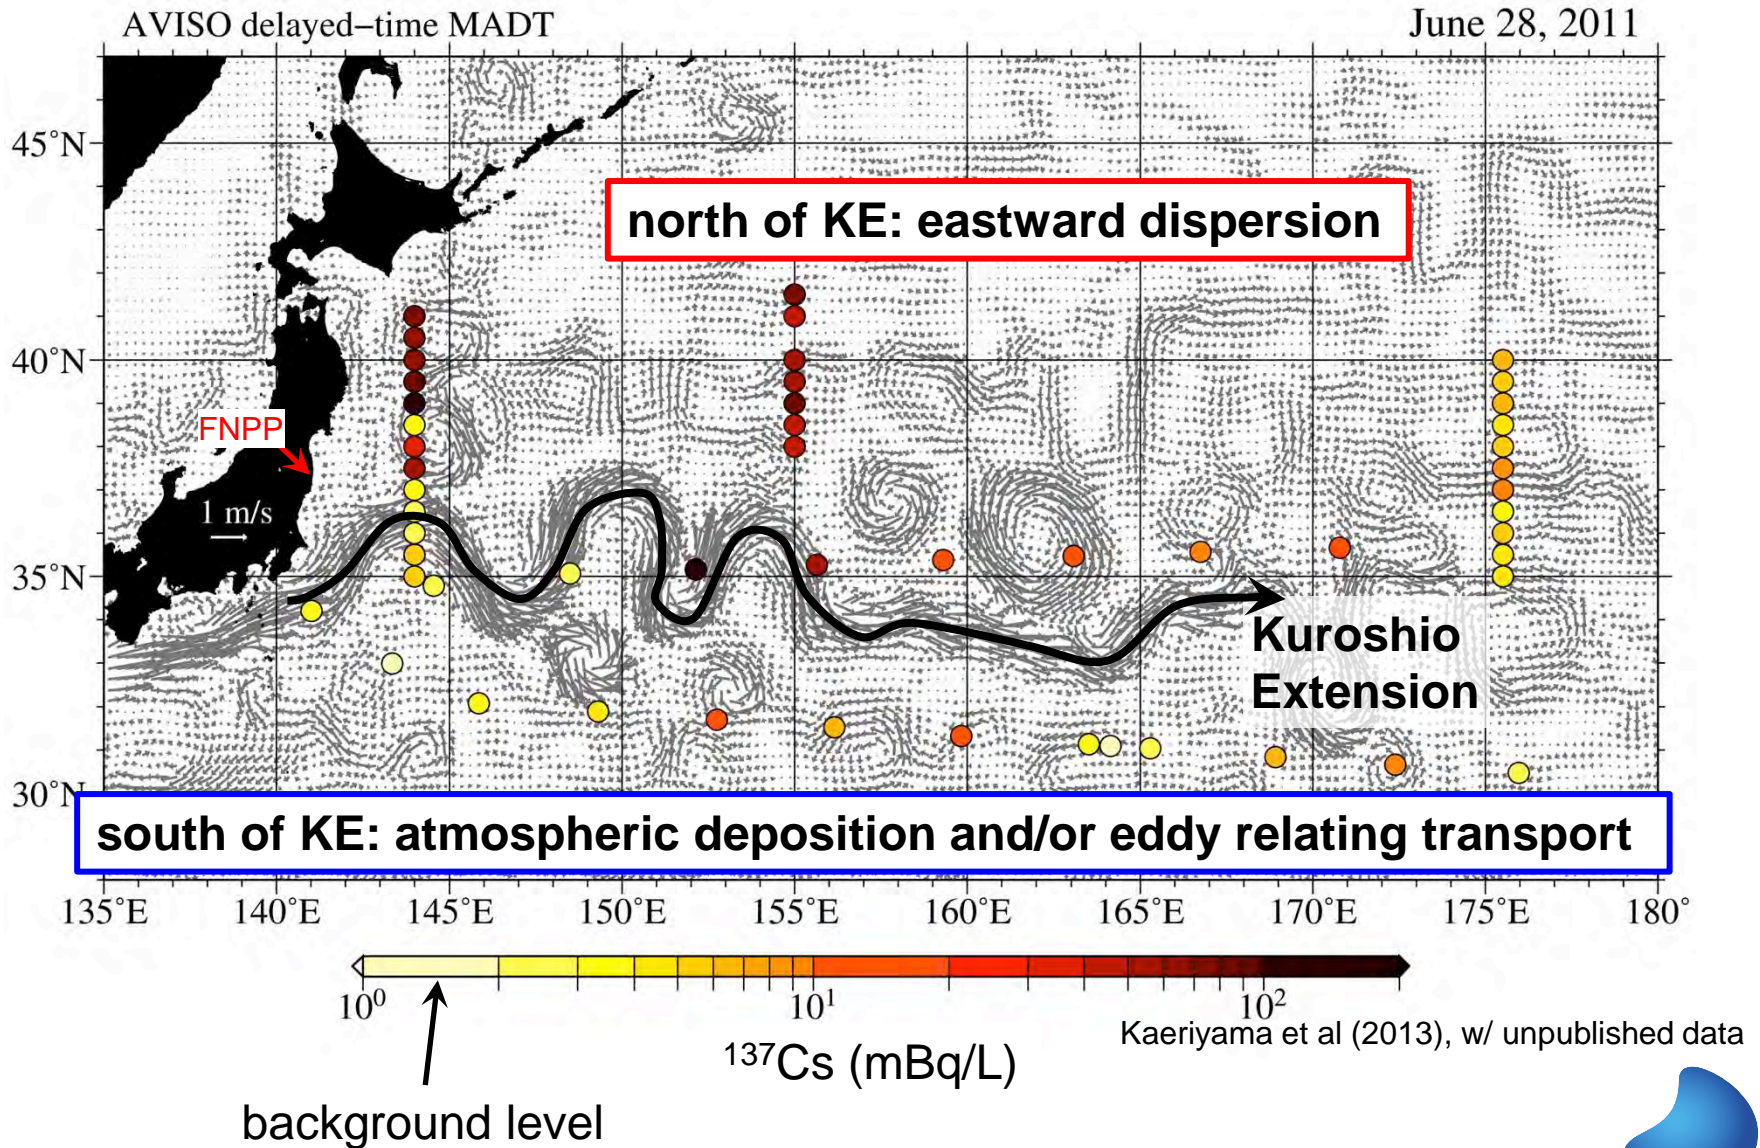 AVISO delayed−time MADT
June 28, 2011
45°N
north of KE: eastward dispersion
40°N
FNPP
1 m/s
35°N
Kuroshio
Extension
30°N
south of KE: atmospheric deposition and/or eddy relating transport
135°E 140°E 145°E 150°E 155°E 160°E 165°E 170°E 175°E 180°
10⁰ 10¹ 10²
Kaeriyama et al (2013), w/ unpublished data
¹³⁷Cs (mBq/L)
background level